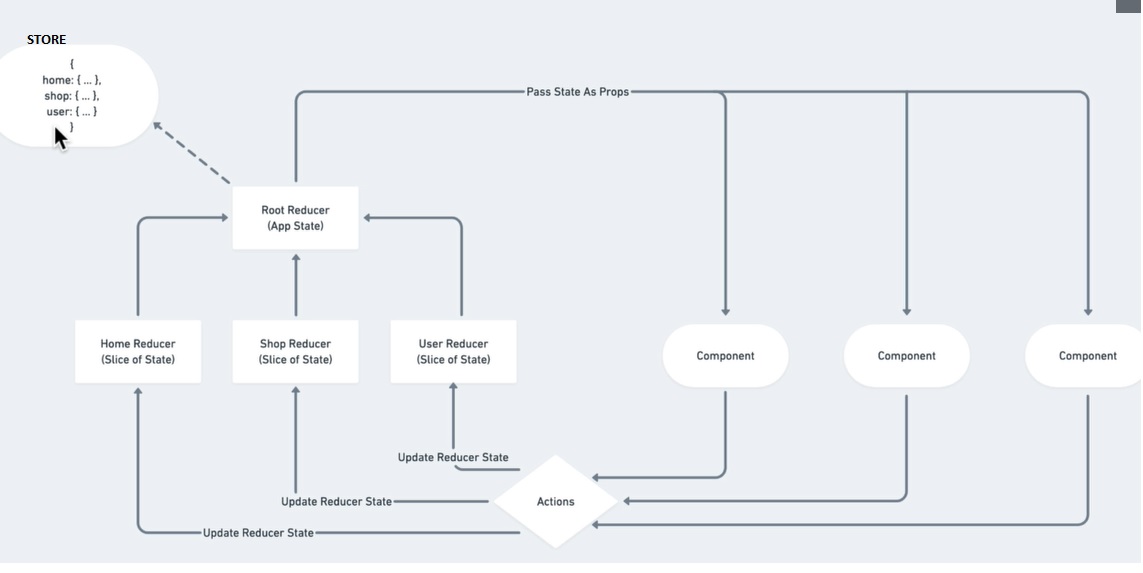 STORE
{
home: { ... },
shop: { ... },
user: { ... }
}
Pass State As Props
Root Reducer
(App State)
Home Reducer
(Slice of State)
Shop Reducer
(Slice of State)
User Reducer
(Slice of State)
Component
Component
Component
Update Reducer State
Update Reducer State
Actions
Update Reducer State